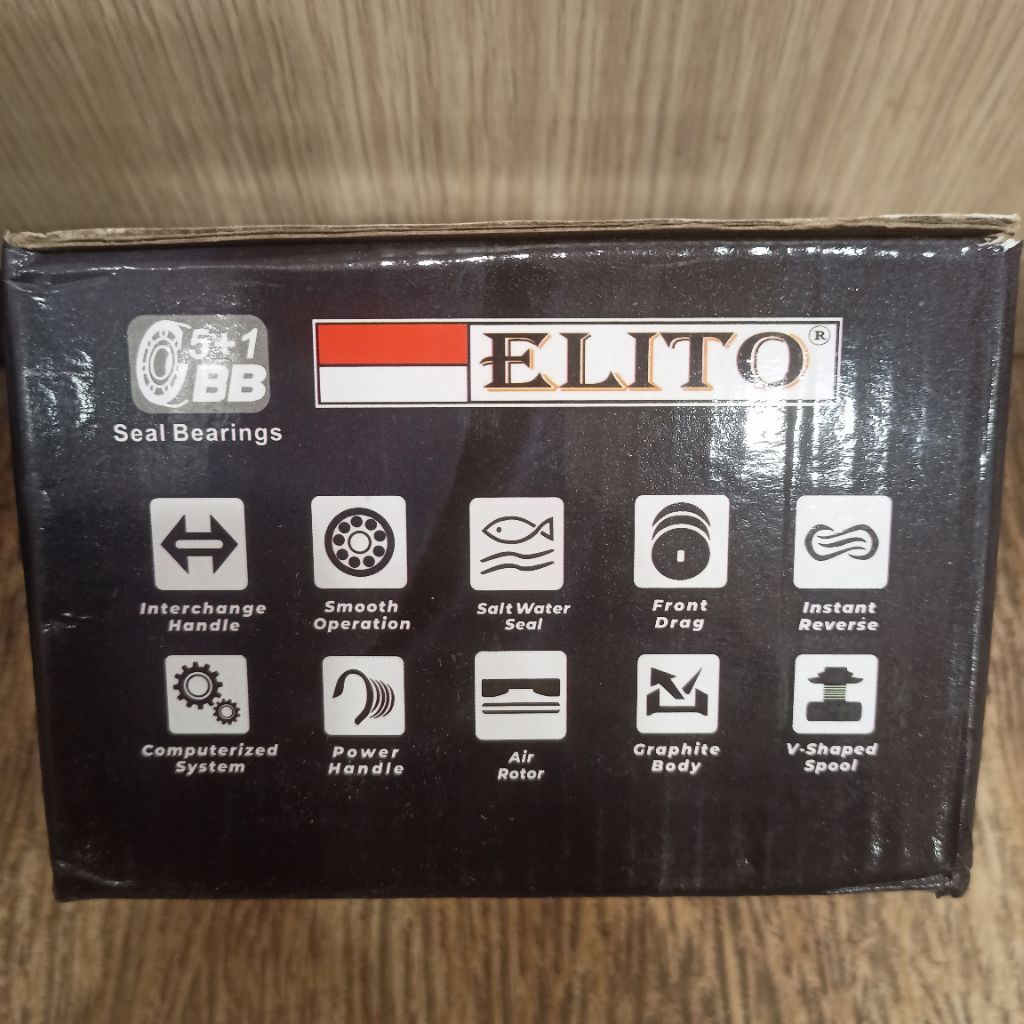 5+1
BB
Seal Bearings
ELITO®
Interchange
Handle
Smooth
Operation
Salt Water
Seal
Front
Drag
Instant
Reverse
Computerized
System
Power
Handle
Air
Rotor
Graphite
Body
V-Shaped
Spool